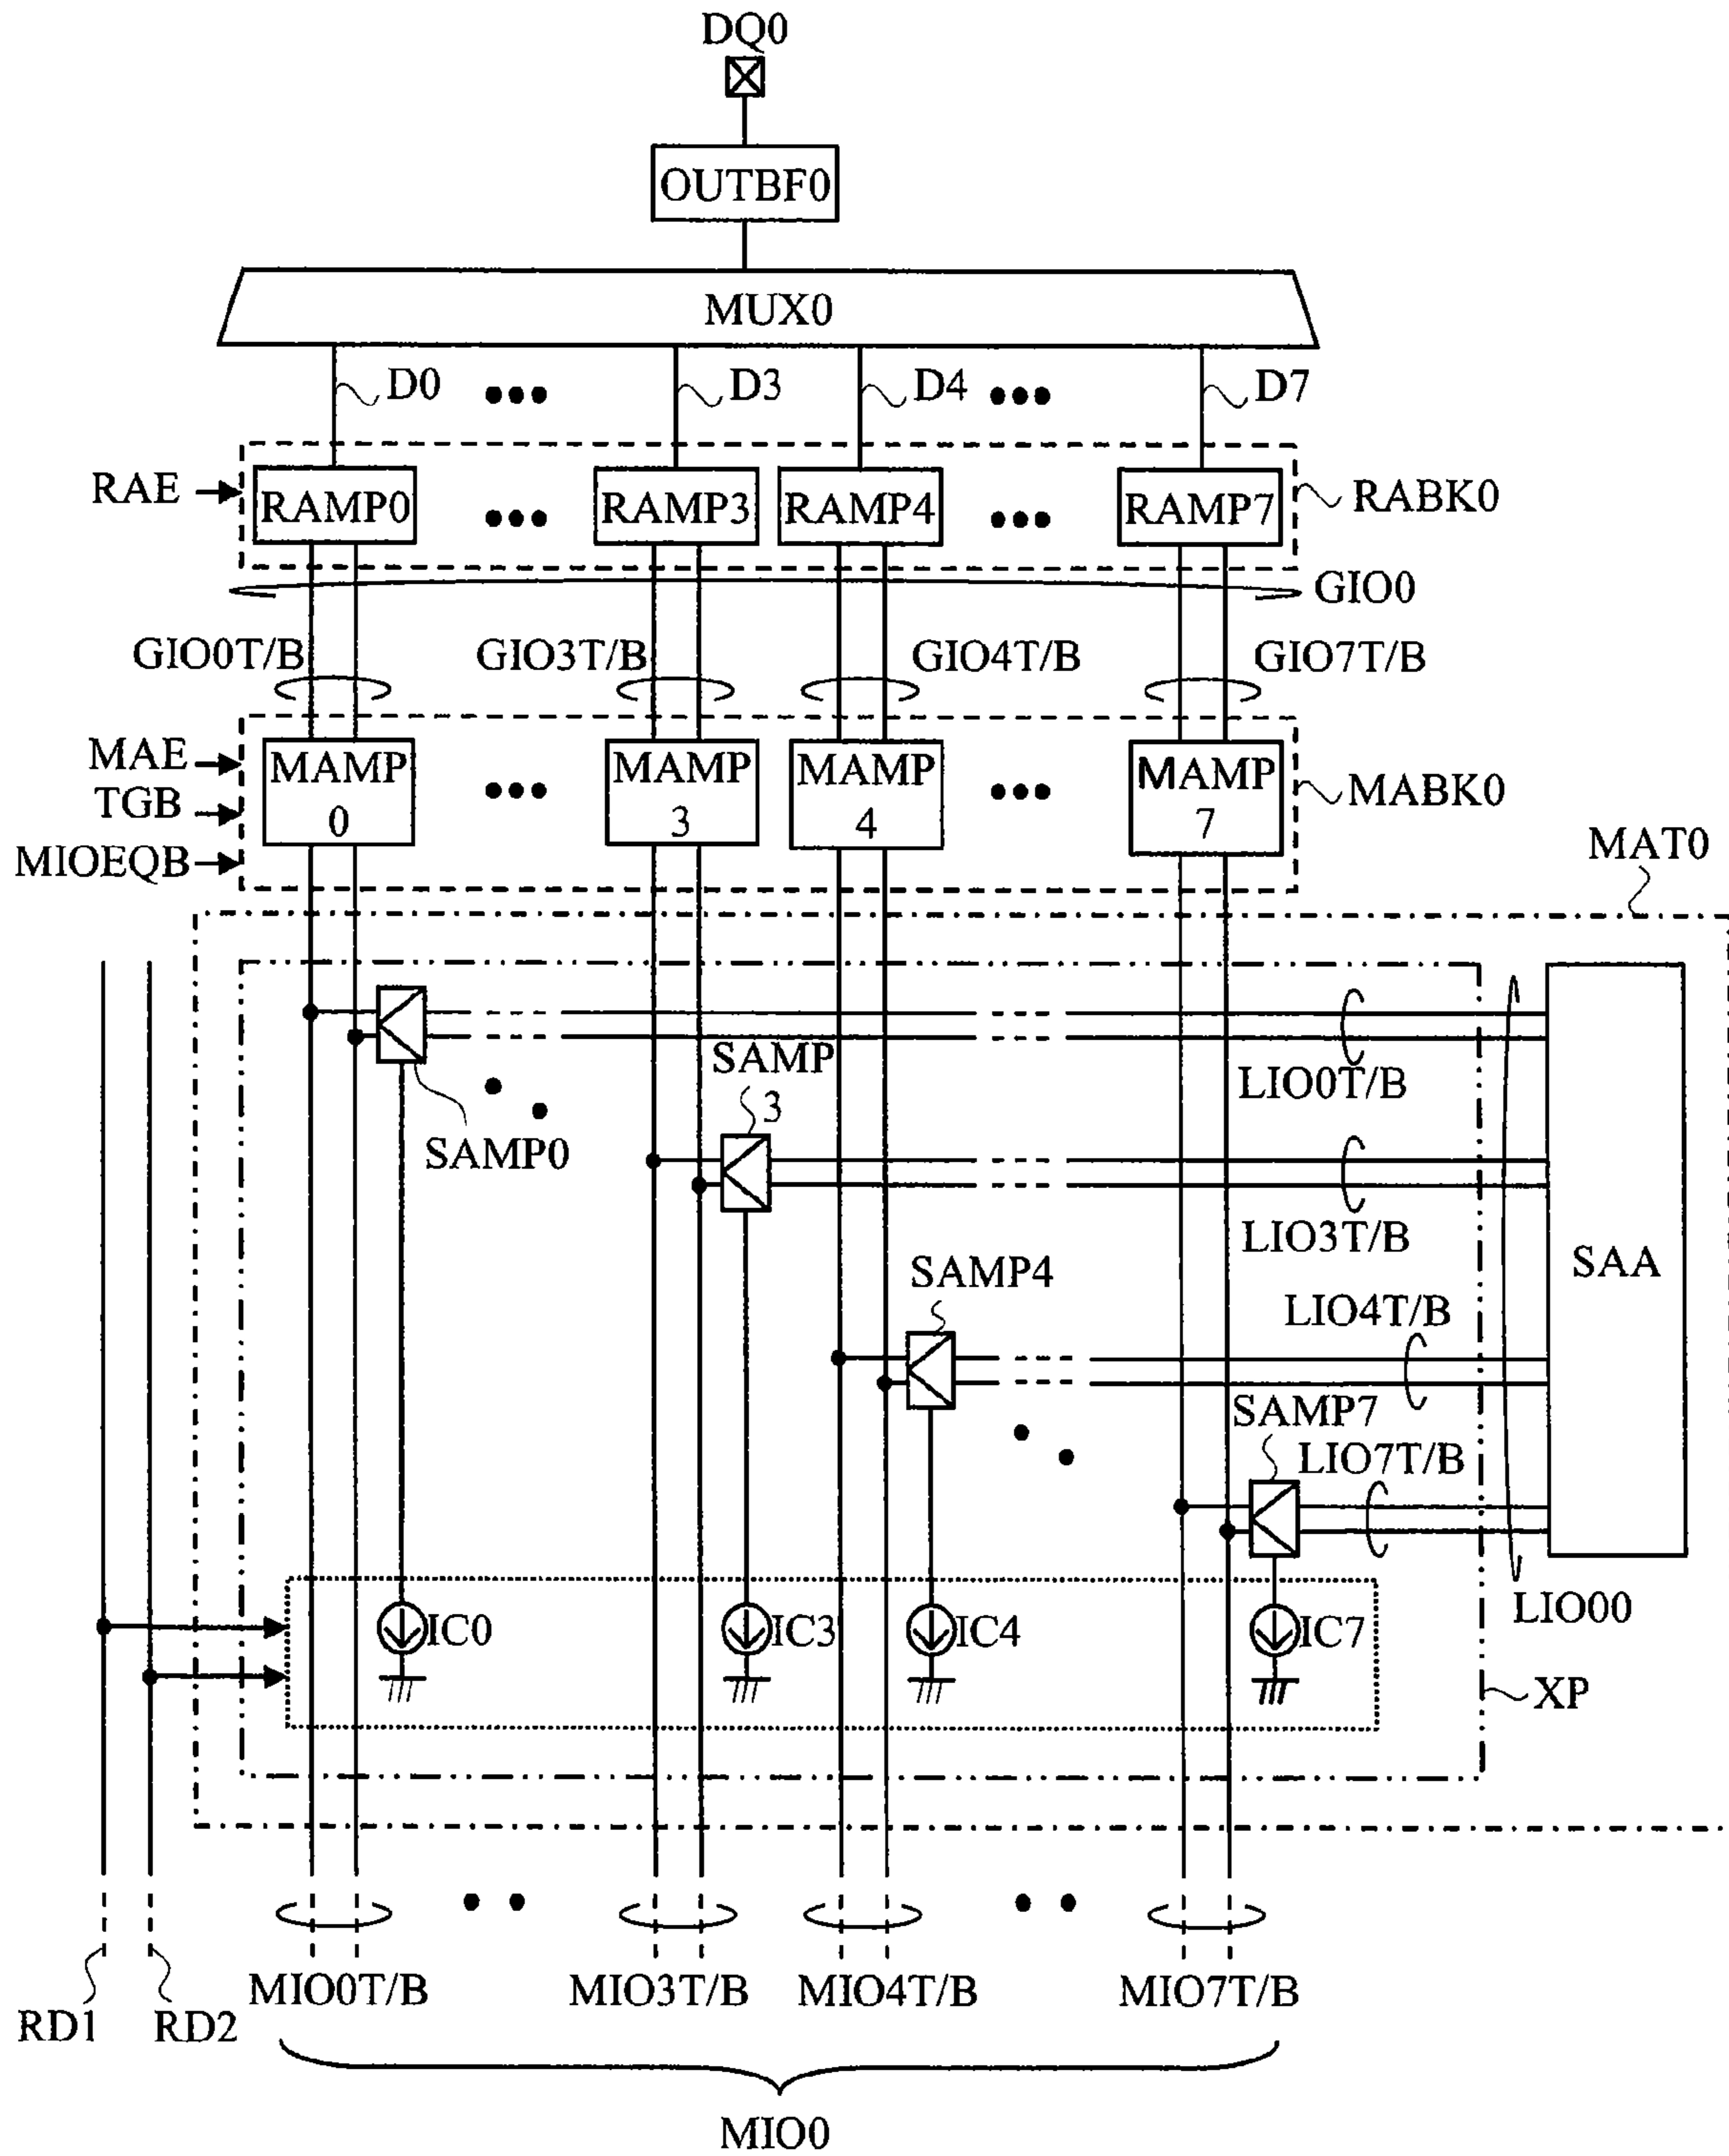 DQ0
OUTBF0
MUX0
D0
D3
D4
D7
RAE
RAMP0
RAMP3
RAMP4
RAMP7
RABK0
GIO0
GIO0T/B
GIO3T/B
GIO4T/B
GIO7T/B
MAE
TGB
MIOEQB
MAMP
0
MAMP
3
MAMP
4
MAMP
7
MABK0
MAT0
SAMP0
SAMP
3
SAMP4
SAMP7
LIO0T/B
LIO3T/B
LIO4T/B
LIO7T/B
SAA
LIO00
IC0
IC3
IC4
IC7
XP
RD1
RD2
MIO0T/B
MIO3T/B
MIO4T/B
MIO7T/B
MIO0